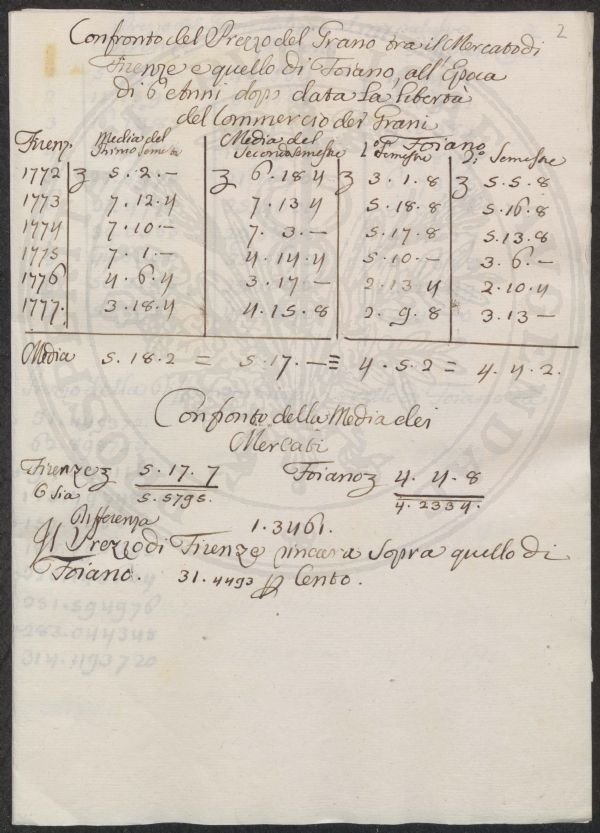 2
Confronto del Prezzo del Grano tra il Mercato di
Firenze e quello di Foiano, all'Epoca
di 6 Anni dopo data la libertà
del Commercio dei Grani
Firenz. Media del Primo Semestre Media del Secondo Semestre Foiano 1.º Semestre 2.º Semestre
1772 5.2.— 6.18.4 3.1.8 5.5.8
1773 7.12.4 7.13.4 5.18.8 5.16.8
1774 7.10.— 7.3.— 5.17.8 5.13.8
1775 7.1.— 4.14.4 5.10.— 3.6.—
1776 4.6.4 3.17.— 2.13.4 2.10.4
1777. 3.18.4 4.15.8 2.9.8 3.13.—
Media 5.18.2 = 5.17.— = 4.5.2 = 4.4.2.
Confronto della Media dei
Mercati
Firenze 5.17.7 Foiano 4.4.8
O sia 5.5795. 4.2334.
Differenza 1.3461.
Il Prezzo di Firenze rincara sopra quello di
Foiano. 31.4493 p Cento.